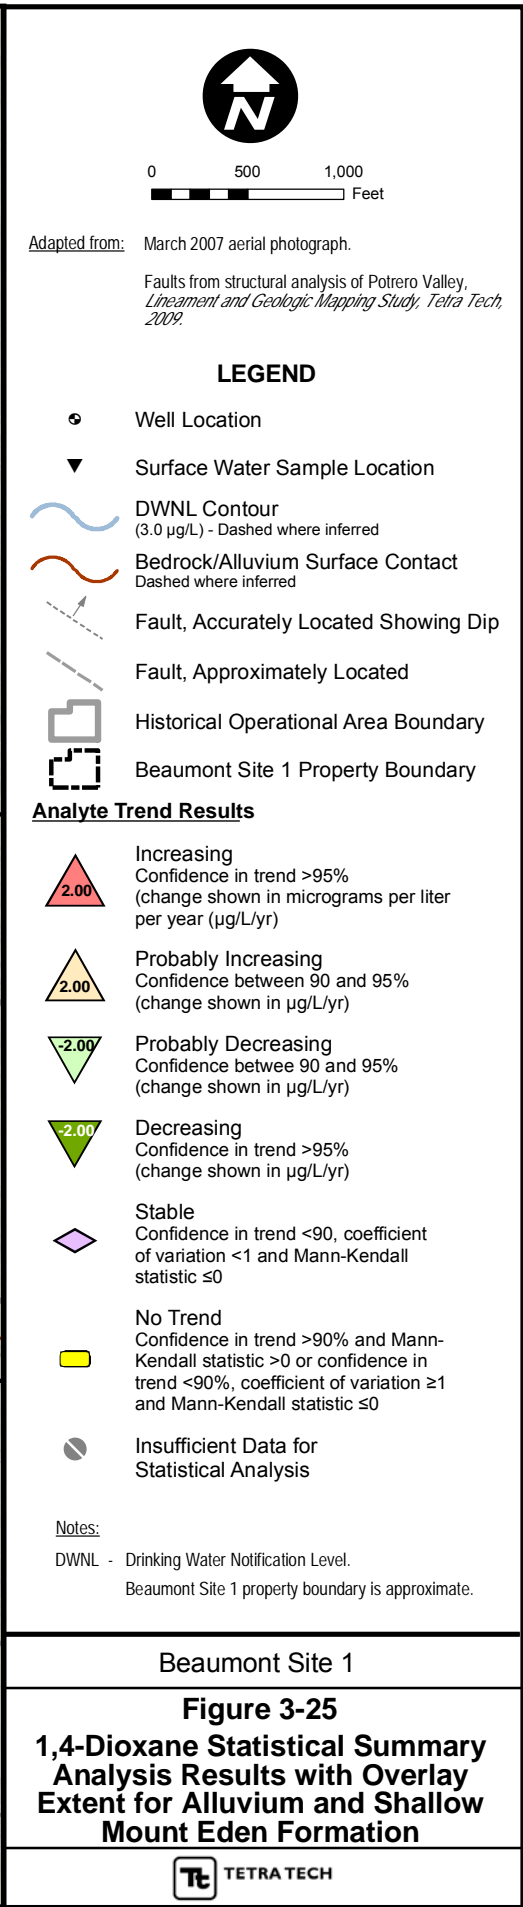 N
0 500 1,000
Feet
Adapted from: March 2007 aerial photograph.
Faults from structural analysis of Potrero Valley,
Lineament and Geologic Mapping Study, Tetra Tech,
2009.
LEGEND
Well Location
Surface Water Sample Location
DWNL Contour
(3.0 µg/L) - Dashed where inferred
Bedrock/Alluvium Surface Contact
Dashed where inferred
Fault, Accurately Located Showing Dip
Fault, Approximately Located
Historical Operational Area Boundary
Beaumont Site 1 Property Boundary
Analyte Trend Results
Increasing
Confidence in trend >95%
2.00
(change shown in micrograms per liter
per year (µg/L/yr)
Probably Increasing
Confidence between 90 and 95%
2.00
(change shown in µg/L/yr)
Probably Decreasing
-2.00
Confidence betwee 90 and 95%
(change shown in µg/L/yr)
Decreasing
-2.00
Confidence in trend >95%
(change shown in µg/L/yr)
Stable
Confidence in trend <90, coefficient
of variation <1 and Mann-Kendall
statistic ≤0
No Trend
Confidence in trend >90% and Mann-
Kendall statistic >0 or confidence in
trend <90%, coefficient of variation ≥1
and Mann-Kendall statistic ≤0
Insufficient Data for
Statistical Analysis
Notes:
DWNL - Drinking Water Notification Level.
Beaumont Site 1 property boundary is approximate.
Beaumont Site 1
Figure 3-25
1,4-Dioxane Statistical Summary
Analysis Results with Overlay
Extent for Alluvium and Shallow
Mount Eden Formation
Tt TETRA TECH